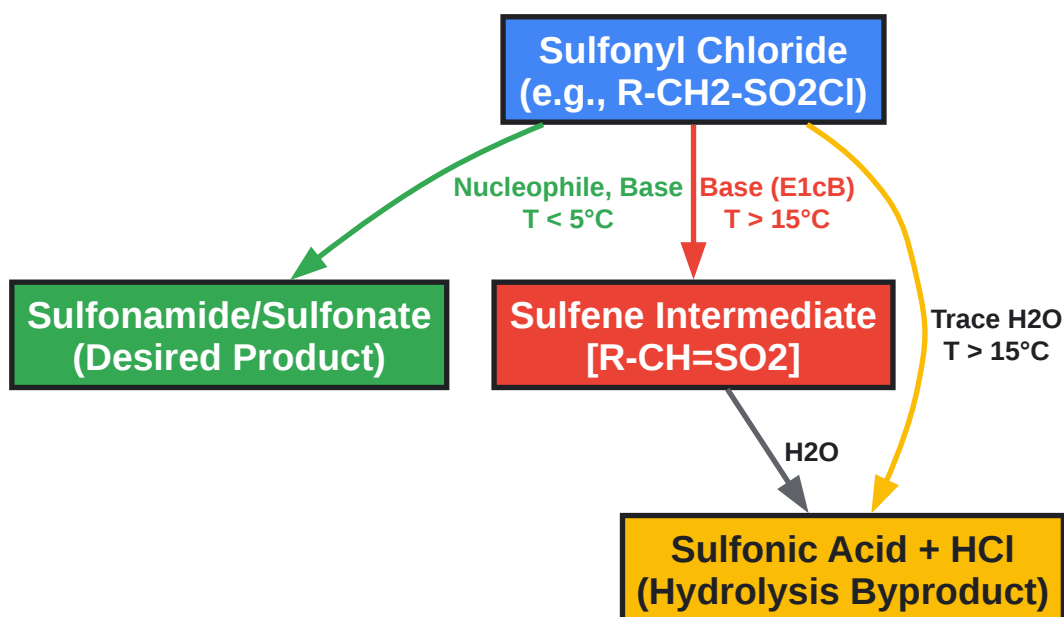 Sulfonyl Chloride
(e.g., R-CH2-SO2Cl)
Nucleophile, Base
T < 5°C
Base (E1cB)
T > 15°C
Sulfonamide/Sulfonate
(Desired Product)
Sulfene Intermediate
[R-CH=SO2]
Trace H2O
T > 15°C
H2O
Sulfonic Acid + HCl
(Hydrolysis Byproduct)